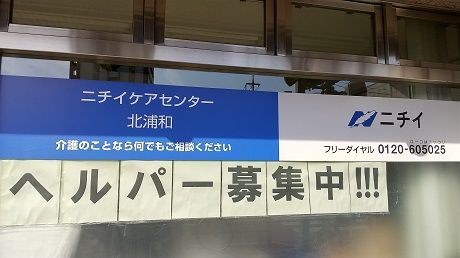 ニチイケアセンター
北浦和
介護のことなら何でもご相談ください
ニチイ
フリーダイヤル 0120-605025
ヘルパー募集中!!!